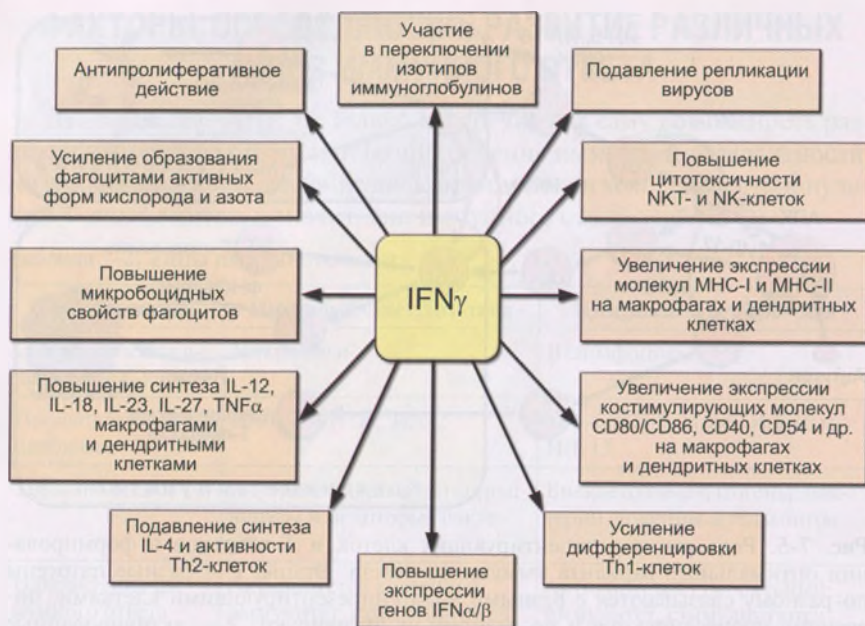 Участие
в переключении
изотипов
иммуноглобулинов
Антипролиферативное
действие
Подавление репликации
вирусов
Усиление образования
фагоцитами активных
форм кислорода и азота
Повышение
цитотоксичности
NKT- и NK-клеток
IFNγ
Повышение
микробоцидных
свойств фагоцитов
Увеличение экспрессии
молекул MHC-I и MHC-II
на макрофагах и дендритных
клетках
Повышение синтеза IL-12,
IL-18, IL-23, IL-27, TNFα
макрофагами
и дендритными
клетками
Увеличение экспрессии
костимулирующих молекул
CD80/CD86, CD40, CD54 и др.
на макрофагах
и дендритных клетках
Подавление синтеза
IL-4 и активности
Th2-клеток
Повышение
экспрессии
генов IFNα/β
Усиление
дифференцировки
Th1-клеток